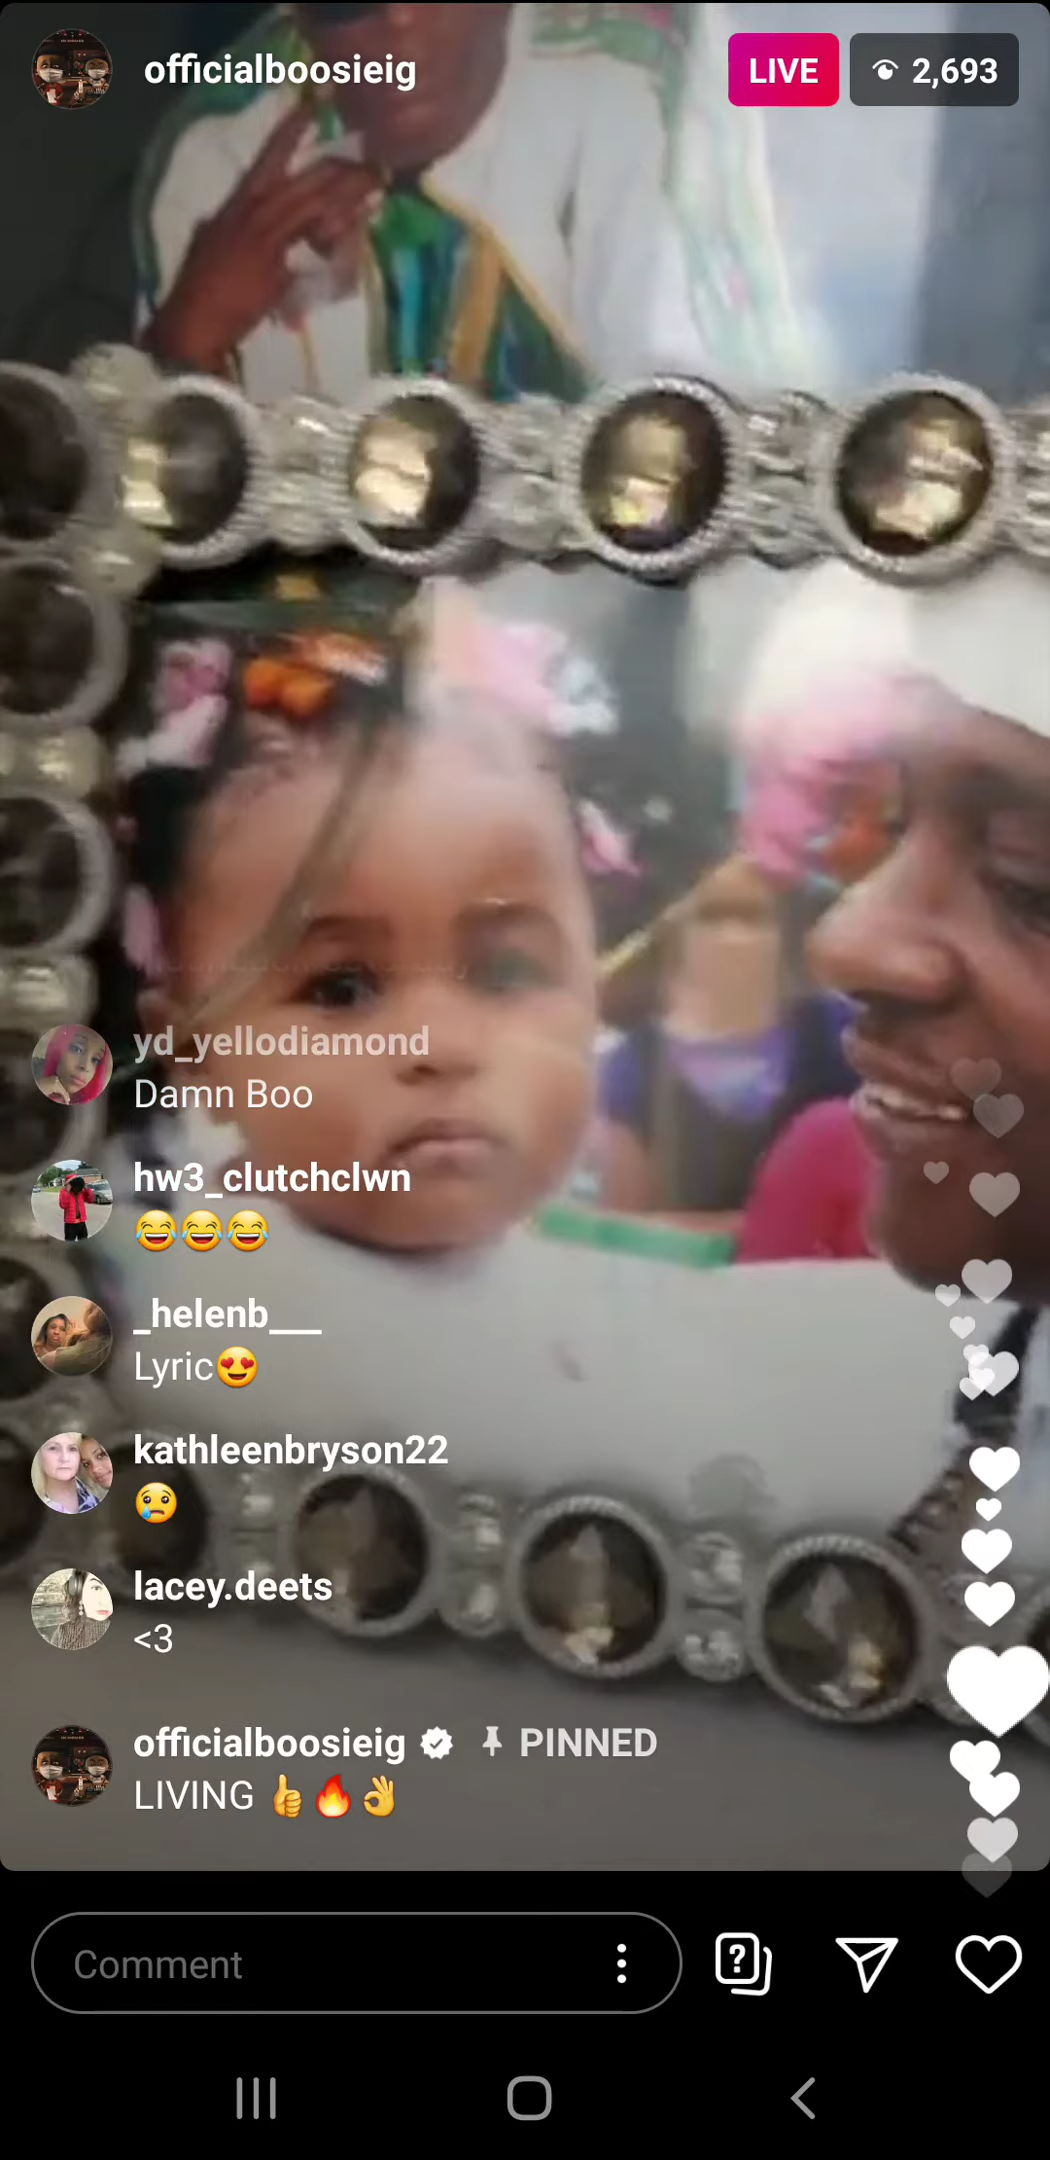 officialboosieig
LIVE 2,693
yd_yellodiamond
Damn Boo
hw3_clutchclwn
😂😂😂
_helenb___
Lyric😍
kathleenbryson22
😢
lacey.deets
<3
officialboosieig PINNED
LIVING 👍🔥👌
Comment